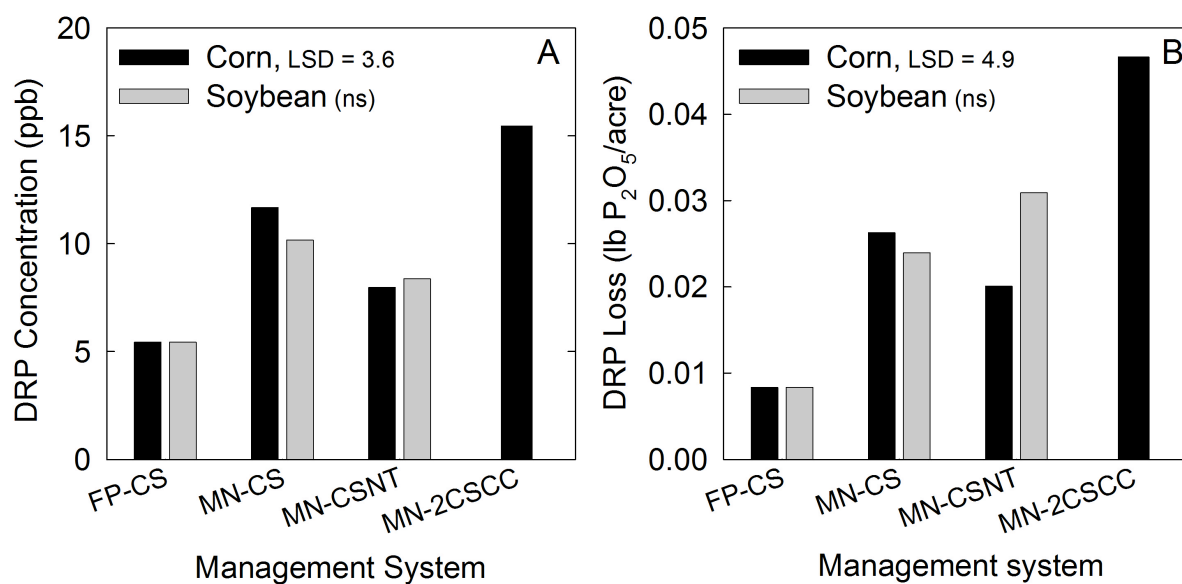 A
Corn, LSD = 3.6
Soybean (ns)
DRP Concentration (ppb)
20
15
10
5
0
FP-CS
MN-CS
MN-CSNT
MN-2CSCC
Management System
B
Corn, LSD = 4.9
Soybean (ns)
DRP Loss (lb P₂O₅/acre)
0.05
0.04
0.03
0.02
0.01
0.00
FP-CS
MN-CS
MN-CSNT
MN-2CSCC
Management system